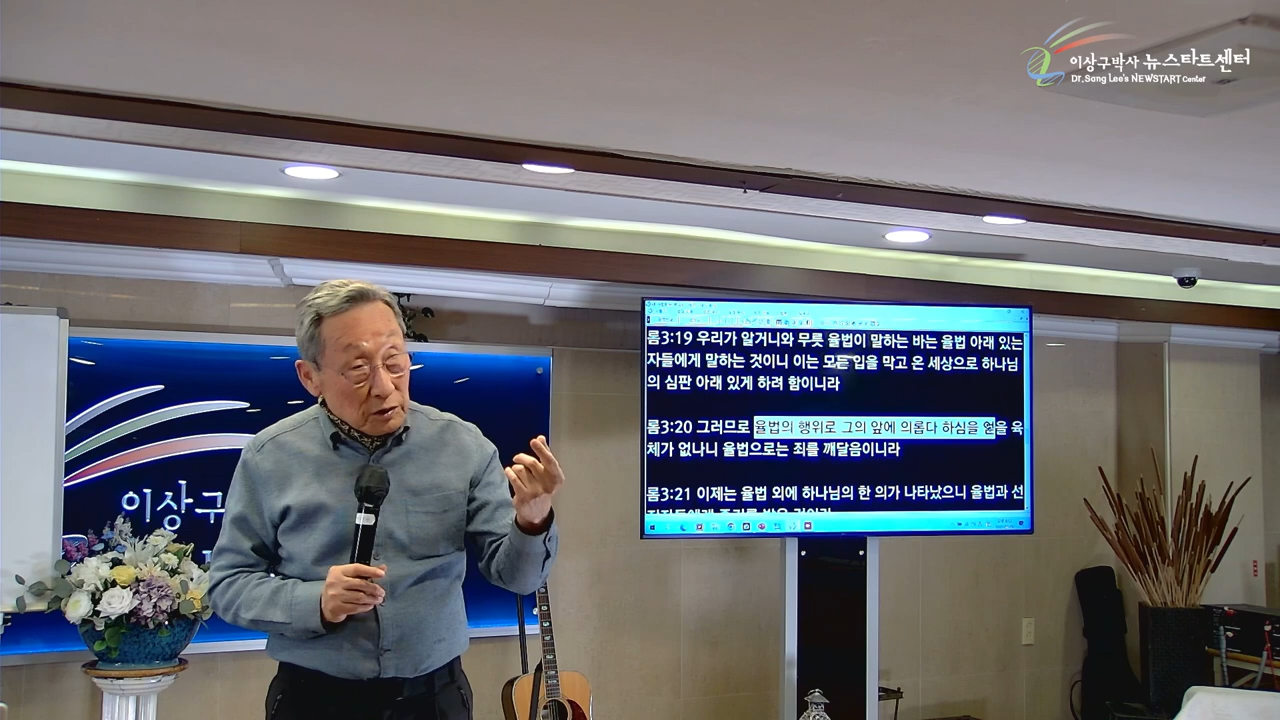 이상구박사 뉴스타트센터
Dr. Sang Lee's NEWSTART Center
롬3:19 우리가 알거니와 무릇 율법이 말하는 바는 율법 아래 있는
자들에게 말하는 것이니 이는 모든 입을 막고 온 세상으로 하나님
의 심판 아래 있게 하려 함이니라
롬3:20 그러므로 율법의 행위로 그의 앞에 의롭다 하심을 얻을 육
체가 없나니 율법으로는 죄를 깨달음이니라
롬3:21 이제는 율법 외에 하나님의 한 의가 나타났으니 율법과 선
이상구